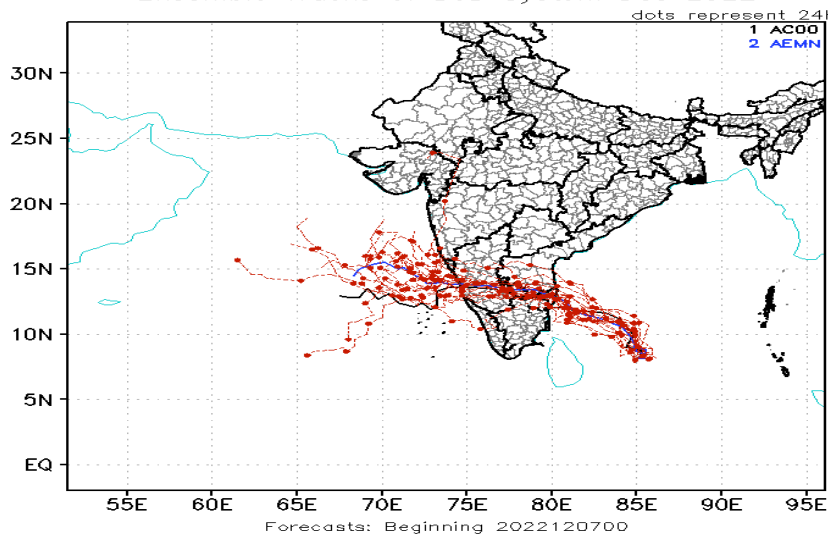 dots represent 24h
1 AC00
2 AEMN
30N
25N
20N
15N
10N
5N
EQ
55E 60E 65E 70E 75E 80E 85E 90E 95E
Forecasts: Beginning 2022120700